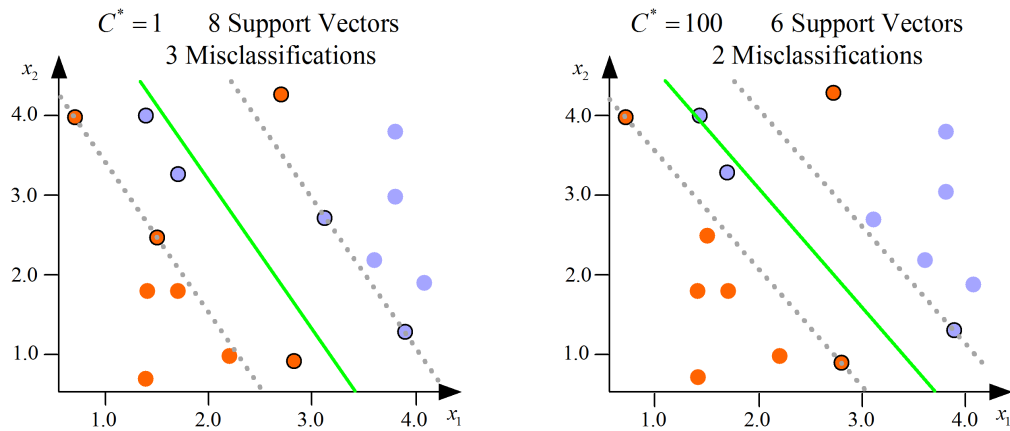 C* = 1 8 Support Vectors
3 Misclassifications
x₂
4.0
3.0
2.0
1.0
1.0 2.0 3.0 4.0 x₁
C* = 100 6 Support Vectors
2 Misclassifications
x₂
4.0
3.0
2.0
1.0
1.0 2.0 3.0 4.0 x₁